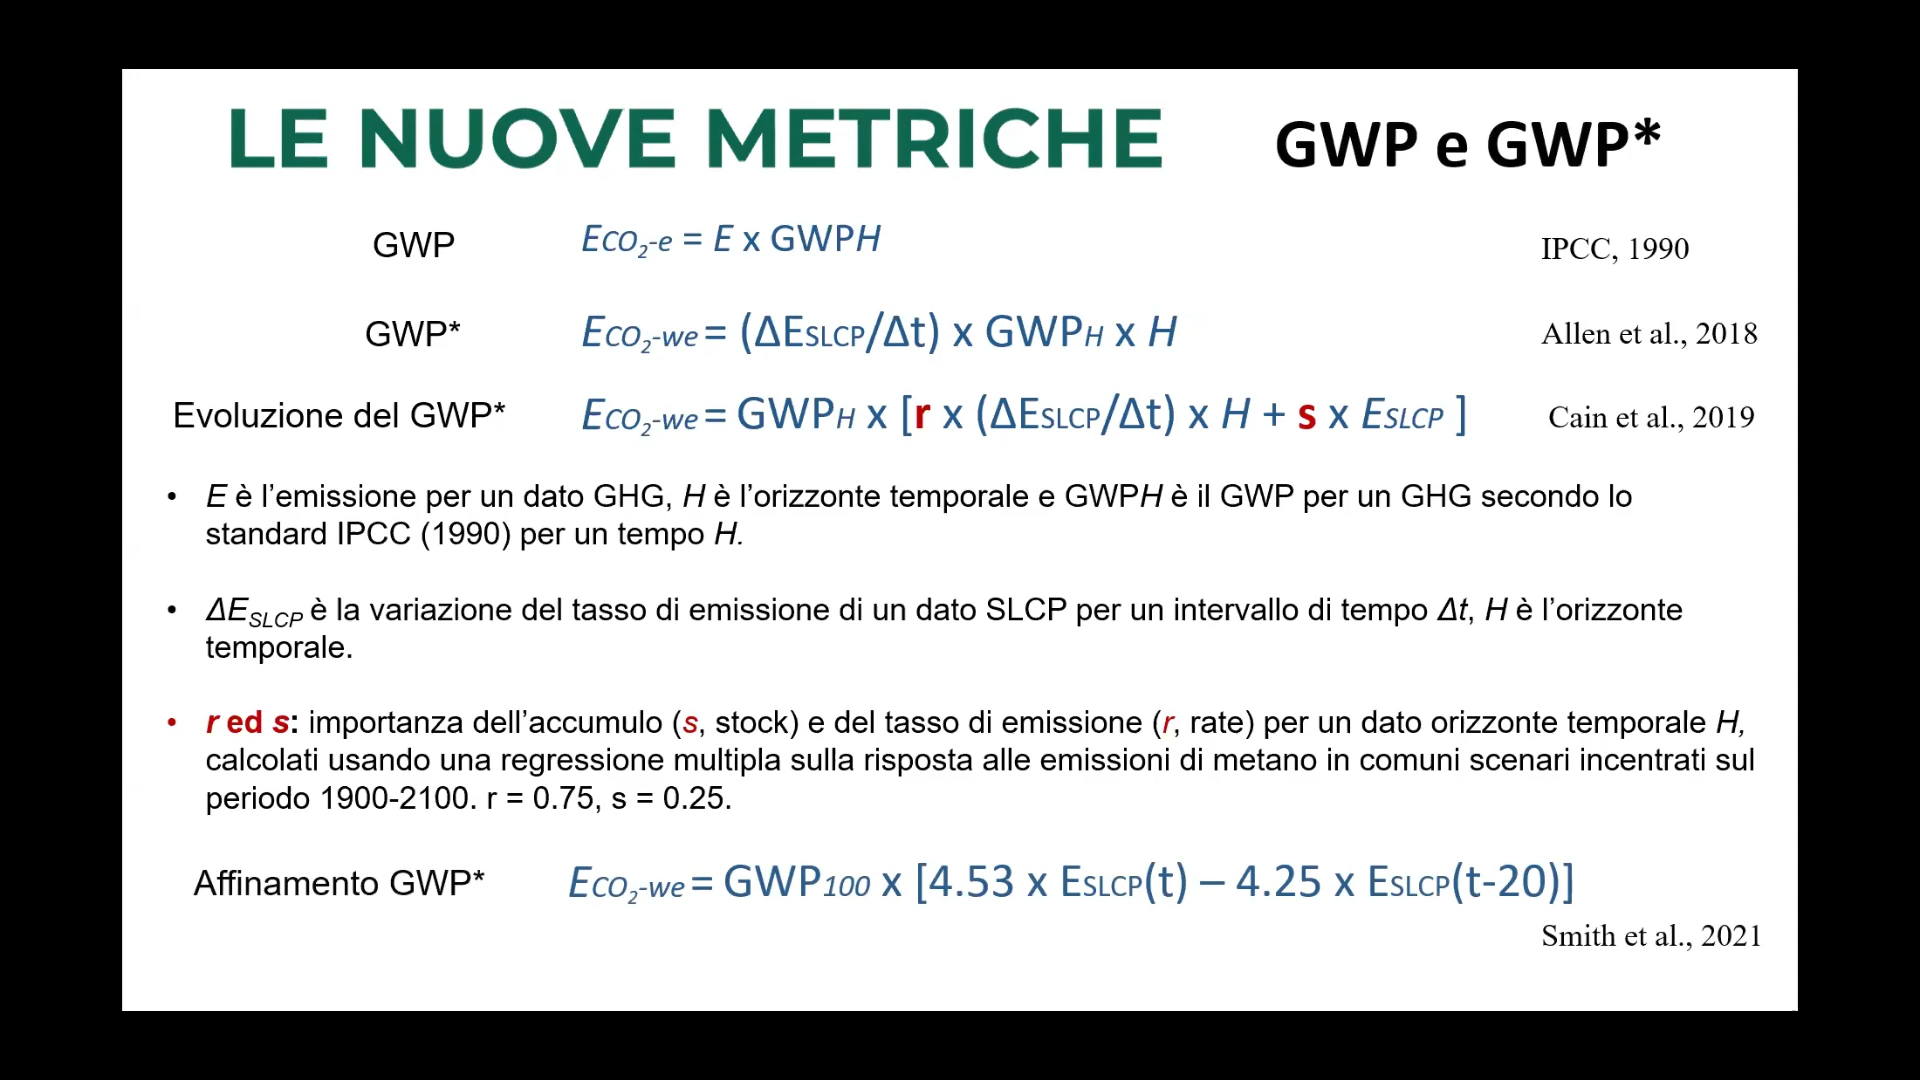 LE NUOVE METRICHE GWP e GWP*
GWP ECO₂-e = E x GWPH IPCC, 1990
GWP* ECO₂-we = (ΔESLCP/Δt) x GWPH x H Allen et al., 2018
Evoluzione del GWP* ECO₂-we = GWPH x [r x (ΔESLCP/Δt) x H + s x ESLCP ] Cain et al., 2019
• E è l’emissione per un dato GHG, H è l’orizzonte temporale e GWPH è il GWP per un GHG secondo lo
standard IPCC (1990) per un tempo H.
• ΔESLCP è la variazione del tasso di emissione di un dato SLCP per un intervallo di tempo Δt, H è l’orizzonte
temporale.
• r ed s: importanza dell’accumulo (s, stock) e del tasso di emissione (r, rate) per un dato orizzonte temporale H,
calcolati usando una regressione multipla sulla risposta alle emissioni di metano in comuni scenari incentrati sul
periodo 1900-2100. r = 0.75, s = 0.25.
Affinamento GWP* ECO₂-we = GWP100 x [4.53 x ESLCP(t) – 4.25 x ESLCP(t-20)]
Smith et al., 2021